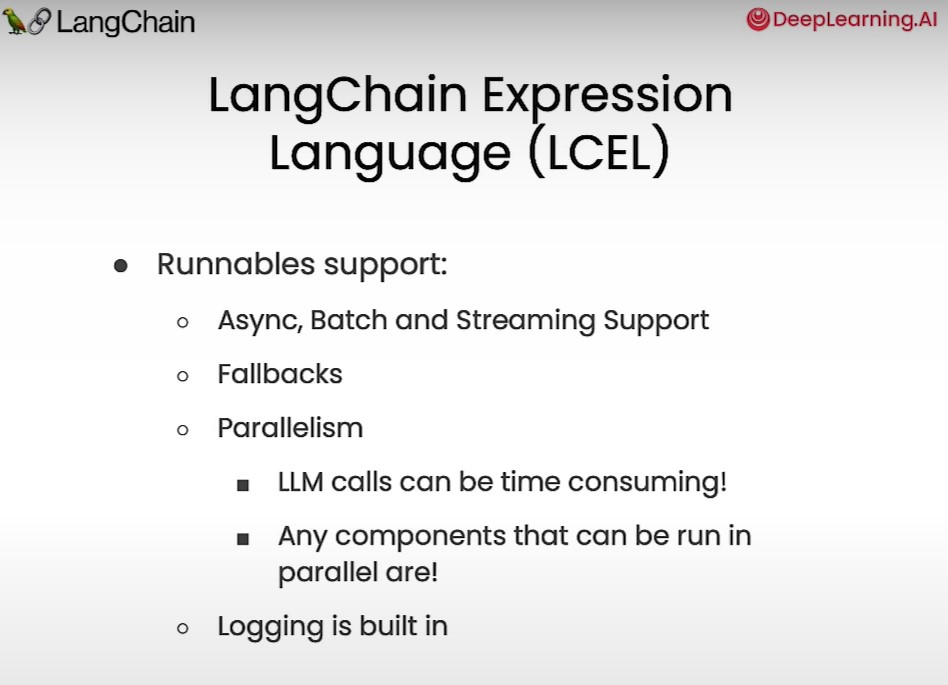 LangChain
DeepLearning.AI
LangChain Expression
Language (LCEL)
● Runnables support:
○ Async, Batch and Streaming Support
○ Fallbacks
○ Parallelism
■ LLM calls can be time consuming!
■ Any components that can be run in
parallel are!
○ Logging is built in